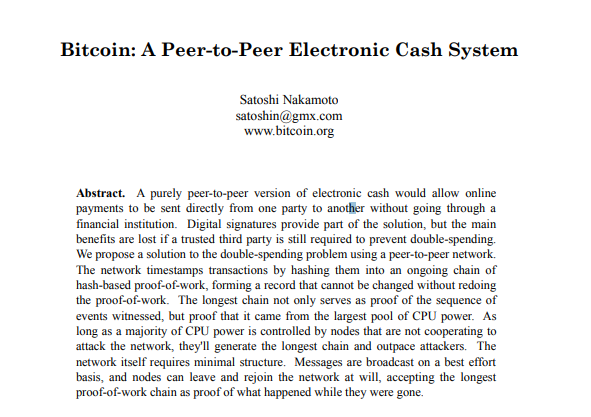 Bitcoin: A Peer-to-Peer Electronic Cash System
Satoshi Nakamoto
satoshin@gmx.com
www.bitcoin.org
Abstract. A purely peer-to-peer version of electronic cash would allow online
payments to be sent directly from one party to another without going through a
financial institution. Digital signatures provide part of the solution, but the main
benefits are lost if a trusted third party is still required to prevent double-spending.
We propose a solution to the double-spending problem using a peer-to-peer network.
The network timestamps transactions by hashing them into an ongoing chain of
hash-based proof-of-work, forming a record that cannot be changed without redoing
the proof-of-work. The longest chain not only serves as proof of the sequence of
events witnessed, but proof that it came from the largest pool of CPU power. As
long as a majority of CPU power is controlled by nodes that are not cooperating to
attack the network, they'll generate the longest chain and outpace attackers. The
network itself requires minimal structure. Messages are broadcast on a best effort
basis, and nodes can leave and rejoin the network at will, accepting the longest
proof-of-work chain as proof of what happened while they were gone.